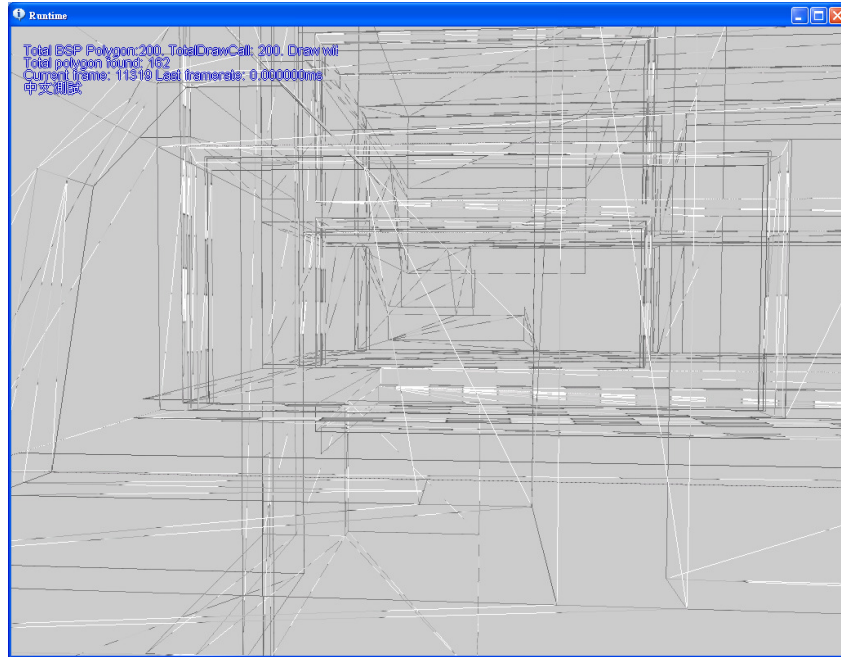 Runtime
Total BSP Polygon:200. TotalDrawCall: 200. Draw wit
Total polygon found: 162
Current frame: 11319 Last framerate: 0.000000ms
中文測試